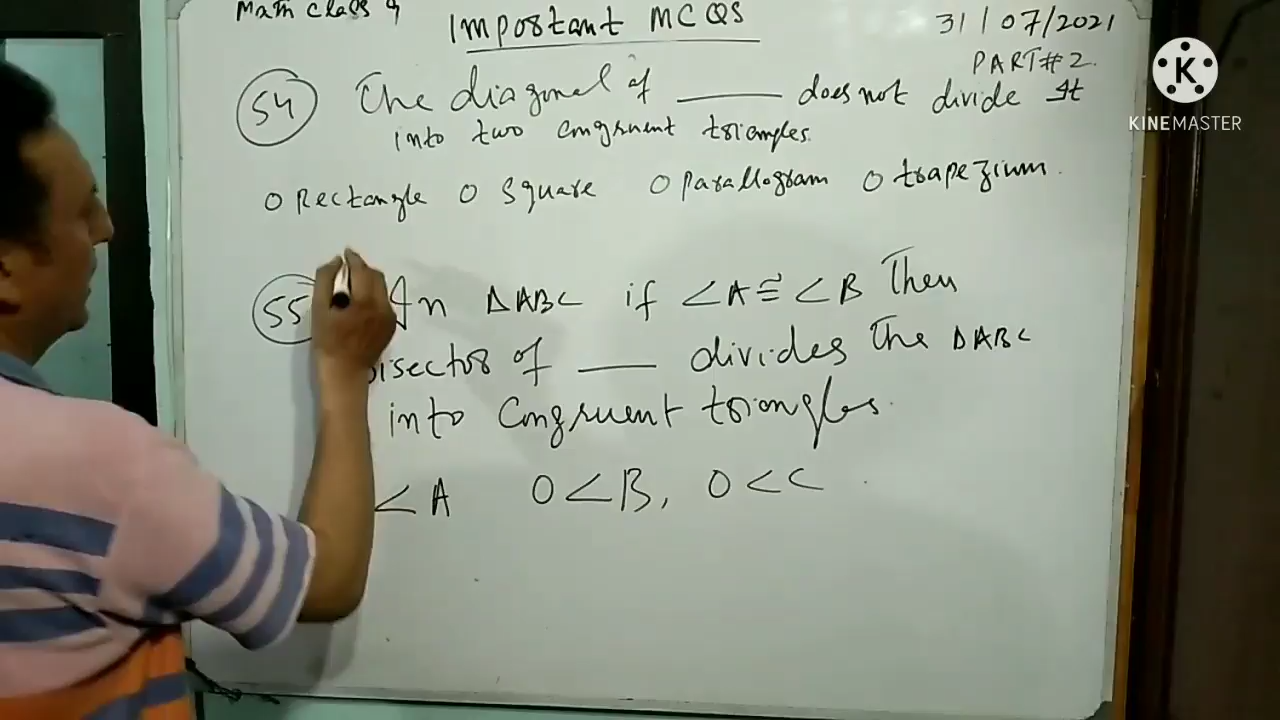 Math class 9
Important MCQS
31/07/2021
PART#2.
K
KINEMASTER
54 The diagonal of ______ does not divide It
into two congruent triangles.
O Rectangle O Square O Parallogram O trapezium.
55 In ΔABC if <A ≅ <B Then
bisector of ____ divides the ΔABC
into Congruent triangles.
<A O <B, O <C